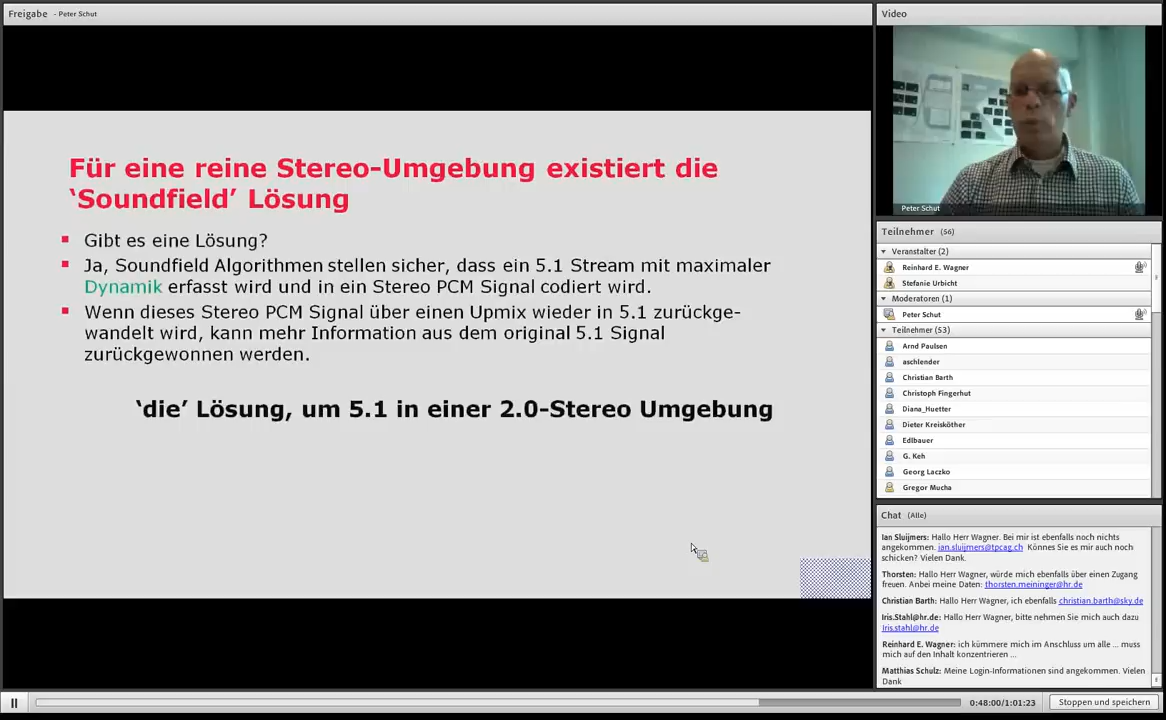 Freigabe - Peter Schut
Für eine reine Stereo-Umgebung existiert die
‘Soundfield’ Lösung
Gibt es eine Lösung?
Ja, Soundfield Algorithmen stellen sicher, dass ein 5.1 Stream mit maximaler
Dynamik erfasst wird und in ein Stereo PCM Signal codiert wird.
Wenn dieses Stereo PCM Signal über einen Upmix wieder in 5.1 zurückge-
wandelt wird, kann mehr Information aus dem original 5.1 Signal
zurückgewonnen werden.
‘die’ Lösung, um 5.1 in einer 2.0-Stereo Umgebung
Video
Peter Schut
Teilnehmer (56)
Veranstalter (2)
Reinhard E. Wagner
Stefanie Urbicht
Moderatoren (1)
Peter Schut
Teilnehmer (53)
Arnd Paulsen
aschlender
Christian Barth
Christoph Fingerhut
Diana_Huetter
Dieter Kreisköther
Edlbauer
G. Keh
Georg Laczko
Gregor Mucha
Chat (Alle)
Ian Sluijmers: Hallo Herr Wagner. Bei mir ist ebenfalls noch nichts
angekommen. jan.sluijmers@tpcag.ch Könnes Sie es mir auch noch
schicken? Vielen Dank.
Thorsten: Hallo Herr Wagner, würde mich ebenfalls über einen Zugang
freuen. Anbei meine Daten: thorsten.meininger@hr.de
Christian Barth: Hallo Herr Wagner, ich ebenfalls christian.barth@sky.de
Iris.Stahl@hr.de: Hallo Herr Wagner, bitte nehmen Sie mich auch dazu
Iris.stahl@hr.de
Reinhard E. Wagner: ich kümmere mich im Anschluss um alle ... muss
mich auf den Inhalt konzentrieren ...
Matthias Schulz: Meine Login-Informationen sind angekommen. Vielen
Dank
0:48:00/1:01:23
Stoppen und speichern